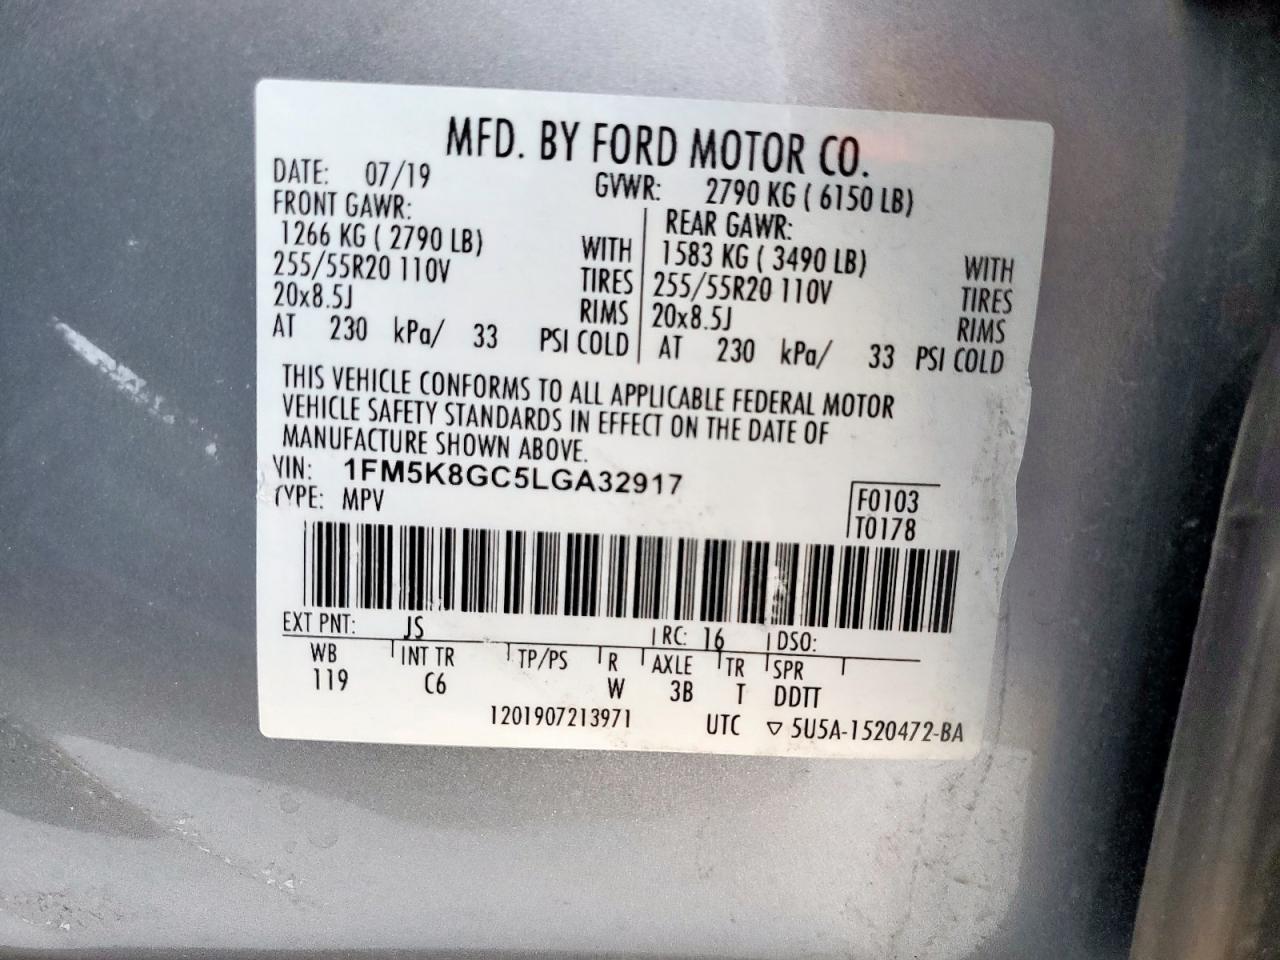 MFD. BY FORD MOTOR CO.
DATE: 07/19 GVWR: 2790 KG ( 6150 LB)
FRONT GAWR: REAR GAWR:
1266 KG ( 2790 LB) WITH 1583 KG ( 3490 LB) WITH
255/55R20 110V TIRES 255/55R20 110V TIRES
20x8.5J RIMS 20x8.5J RIMS
AT 230 kPa/ 33 PSI COLD AT 230 kPa/ 33 PSI COLD
THIS VEHICLE CONFORMS TO ALL APPLICABLE FEDERAL MOTOR
VEHICLE SAFETY STANDARDS IN EFFECT ON THE DATE OF
MANUFACTURE SHOWN ABOVE.
VIN: 1FM5K8GC5LGA32917
TYPE: MPV F0103
T0178
EXT PNT: JS RC: 16 DSO:
WB INT TR TP/PS R AXLE TR SPR
119 C6 W 3B T DDTT
1201907213971 UTC ▽ 5U5A-1520472-BA